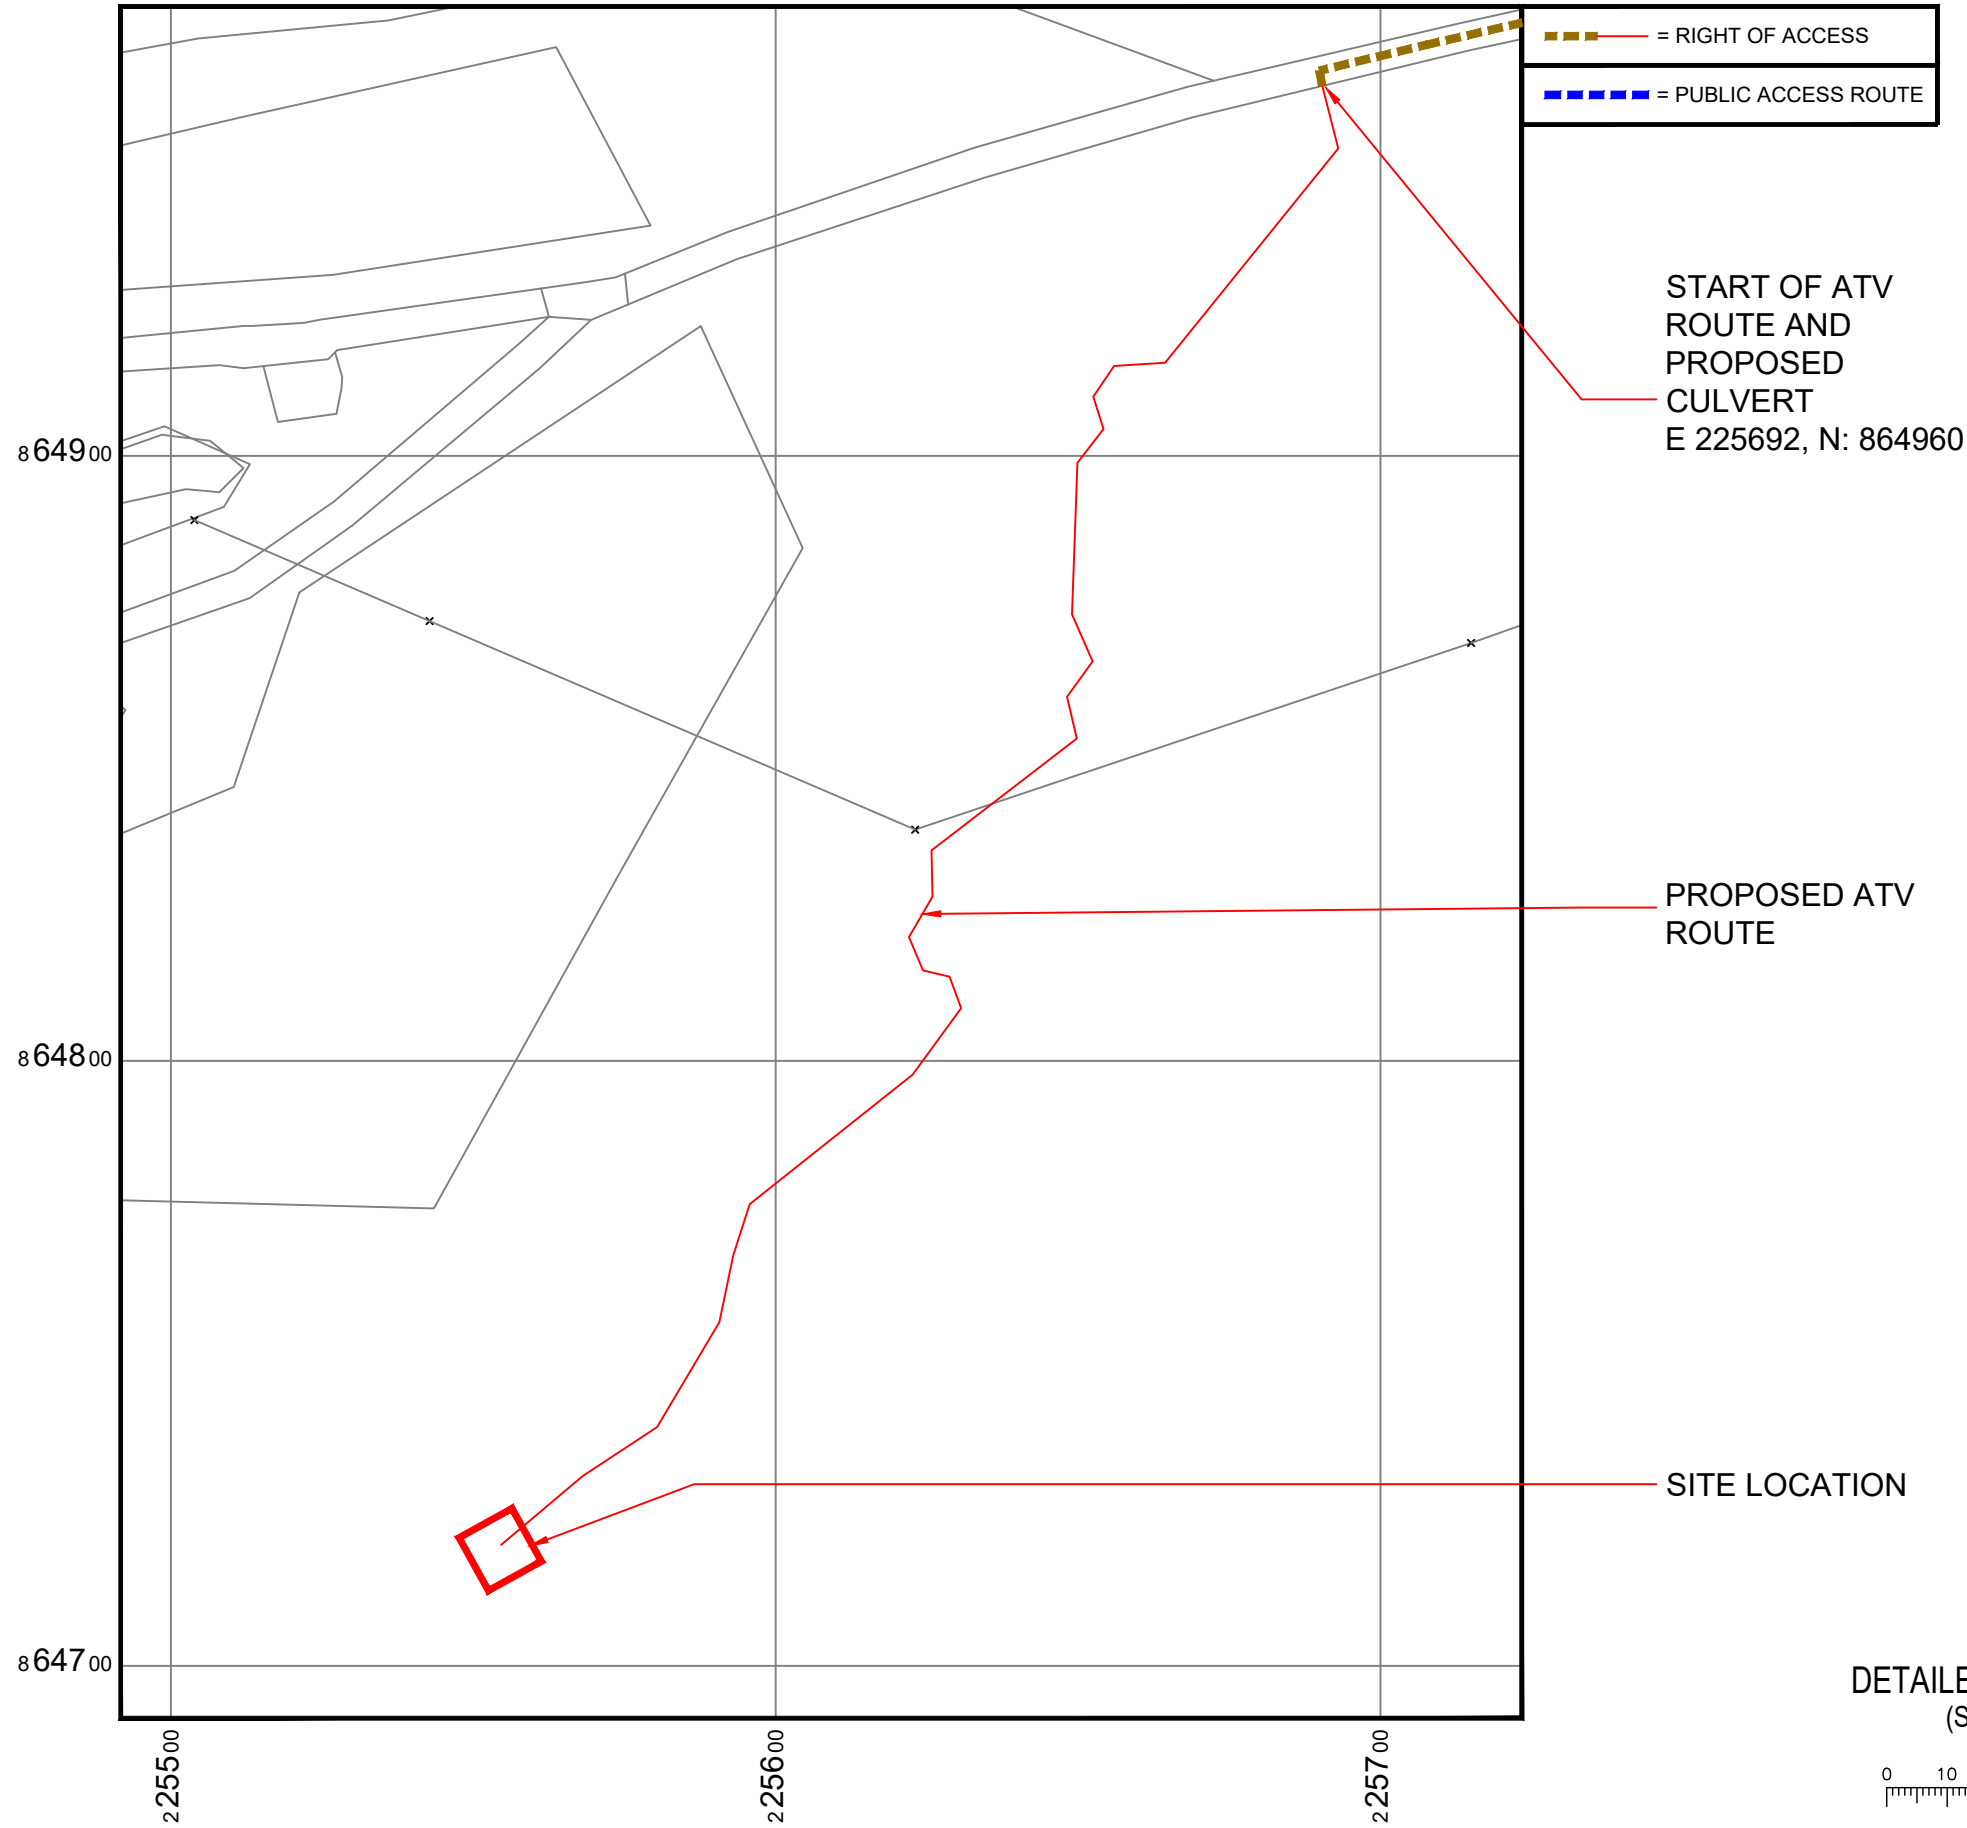 = RIGHT OF ACCESS
= PUBLIC ACCESS ROUTE
START OF ATV
ROUTE AND
PROPOSED
CULVERT
E 225692, N: 864960
864900
PROPOSED ATV
ROUTE
864800
SITE LOCATION
864700
DETAILE
(S
0 10
225500
225600
225700